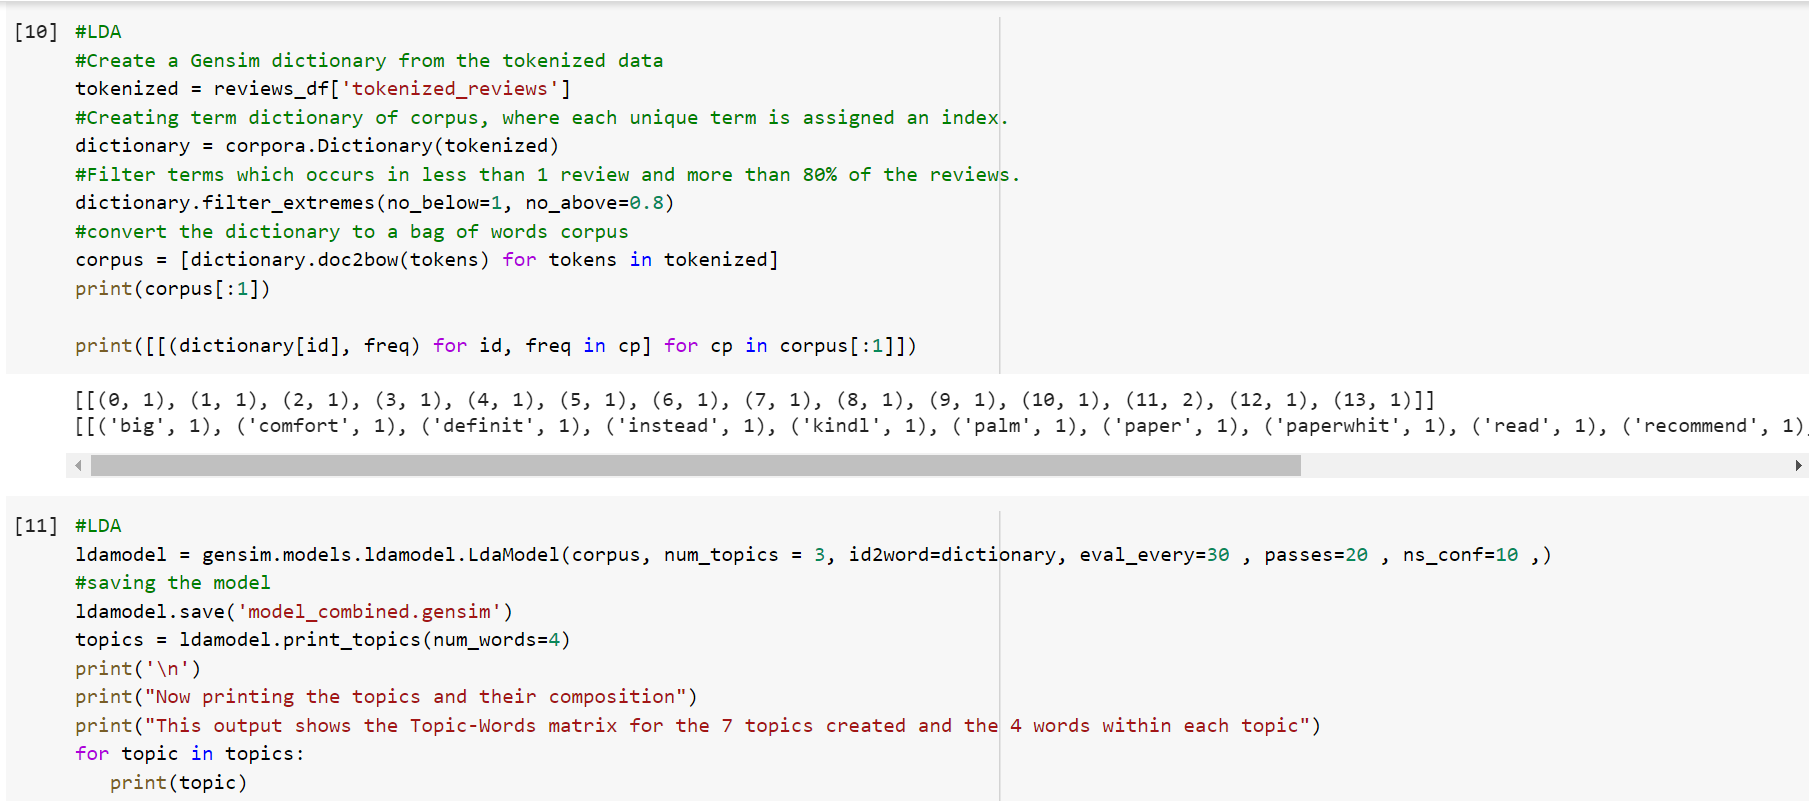 [10] #LDA
#Create a Gensim dictionary from the tokenized data
tokenized = reviews_df['tokenized_reviews']
#Creating term dictionary of corpus, where each unique term is assigned an index.
dictionary = corpora.Dictionary(tokenized)
#Filter terms which occurs in less than 1 review and more than 80% of the reviews.
dictionary.filter_extremes(no_below=1, no_above=0.8)
#convert the dictionary to a bag of words corpus
corpus = [dictionary.doc2bow(tokens) for tokens in tokenized]
print(corpus[:1])
print([[(dictionary[id], freq) for id, freq in cp] for cp in corpus[:1]])
[[(0, 1), (1, 1), (2, 1), (3, 1), (4, 1), (5, 1), (6, 1), (7, 1), (8, 1), (9, 1), (10, 1), (11, 2), (12, 1), (13, 1)]]
[[('big', 1), ('comfort', 1), ('definit', 1), ('instead', 1), ('kindl', 1), ('palm', 1), ('paper', 1), ('paperwhit', 1), ('read', 1), ('recommend', 1),
[11] #LDA
ldamodel = gensim.models.ldamodel.LdaModel(corpus, num_topics = 3, id2word=dictionary, eval_every=30 , passes=20 , ns_conf=10 ,)
#saving the model
ldamodel.save('model_combined.gensim')
topics = ldamodel.print_topics(num_words=4)
print('\n')
print("Now printing the topics and their composition")
print("This output shows the Topic-Words matrix for the 7 topics created and the 4 words within each topic")
for topic in topics:
print(topic)